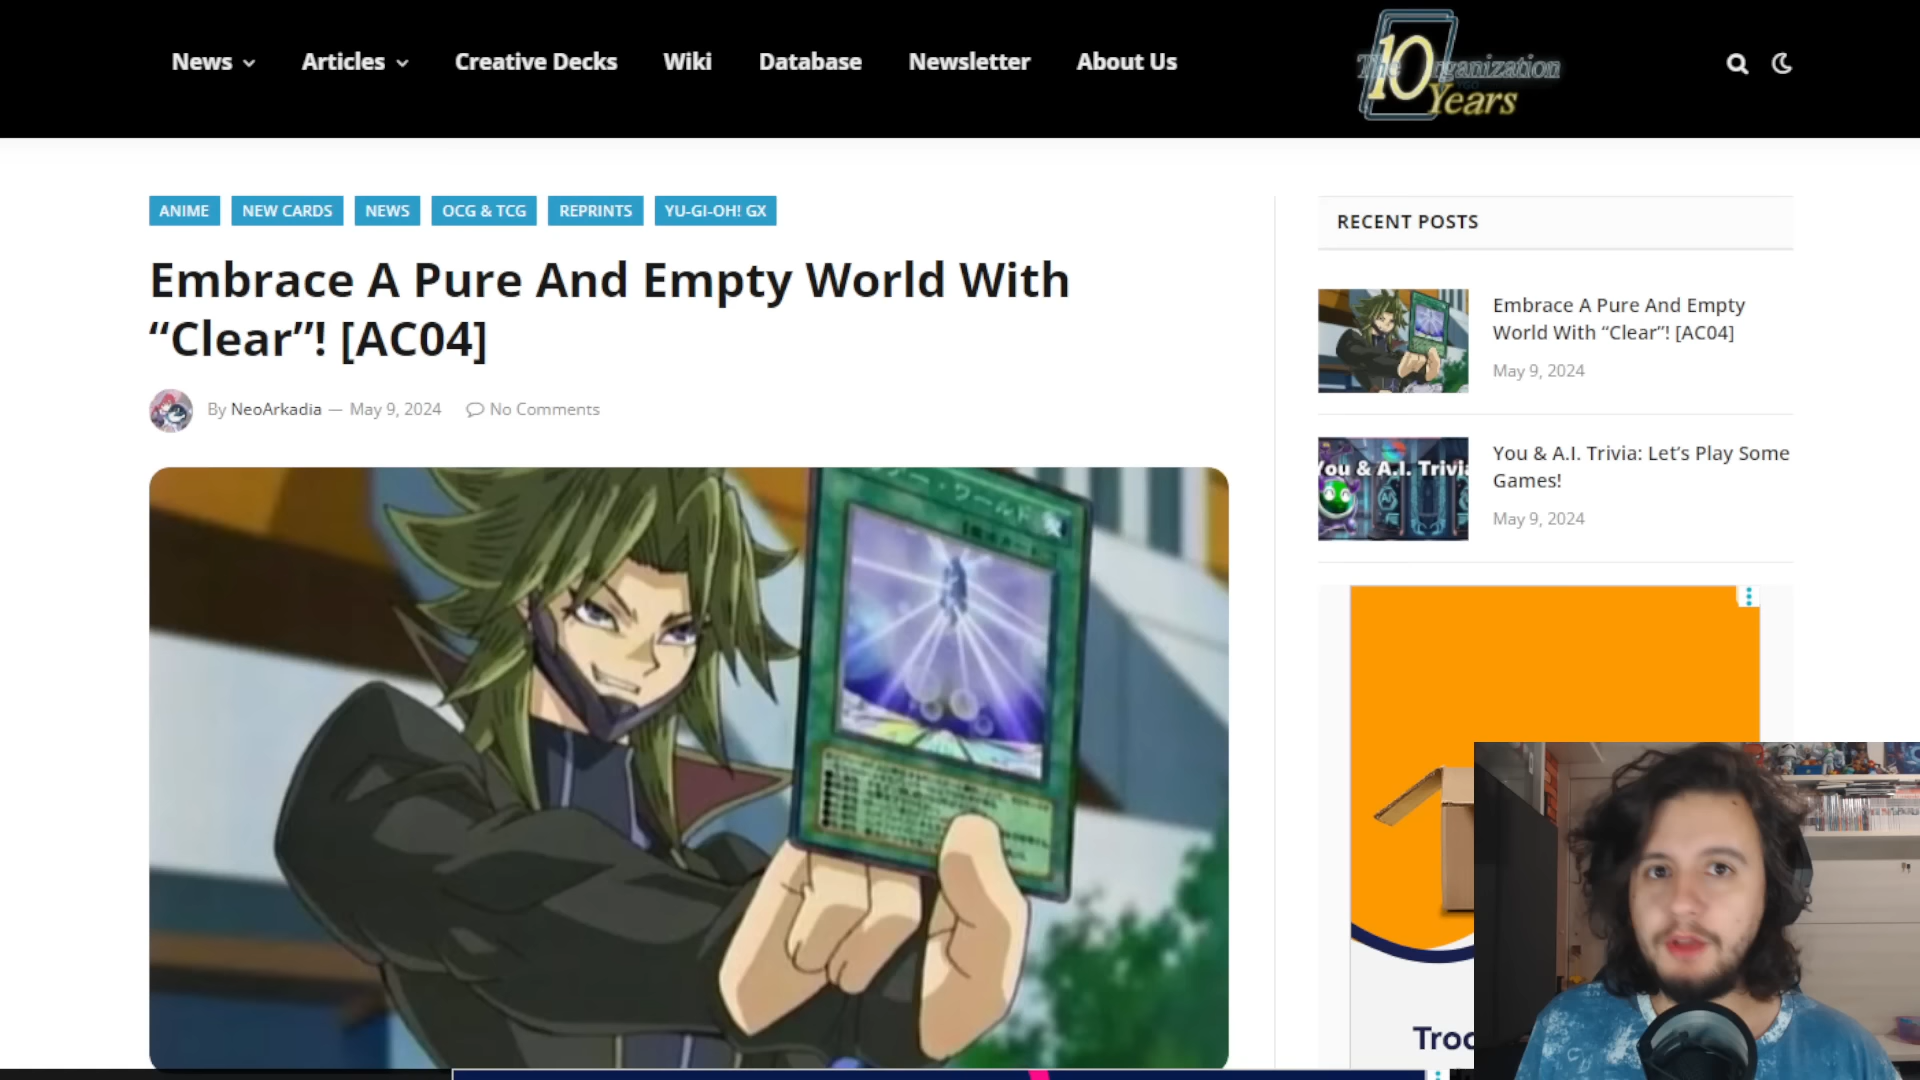 News
Articles
Creative Decks
Wiki
Database
Newsletter
About Us
The Organization
10
Years
ANIME
NEW CARDS
NEWS
OCG & TCG
REPRINTS
YU-GI-OH! GX
Embrace A Pure And Empty World With
“Clear”! [AC04]
By NeoArkadia — May 9, 2024
No Comments
RECENT POSTS
Embrace A Pure And Empty
World With “Clear”! [AC04]
May 9, 2024
You & A.I. Trivia
You & A.I. Trivia: Let’s Play Some
Games!
May 9, 2024